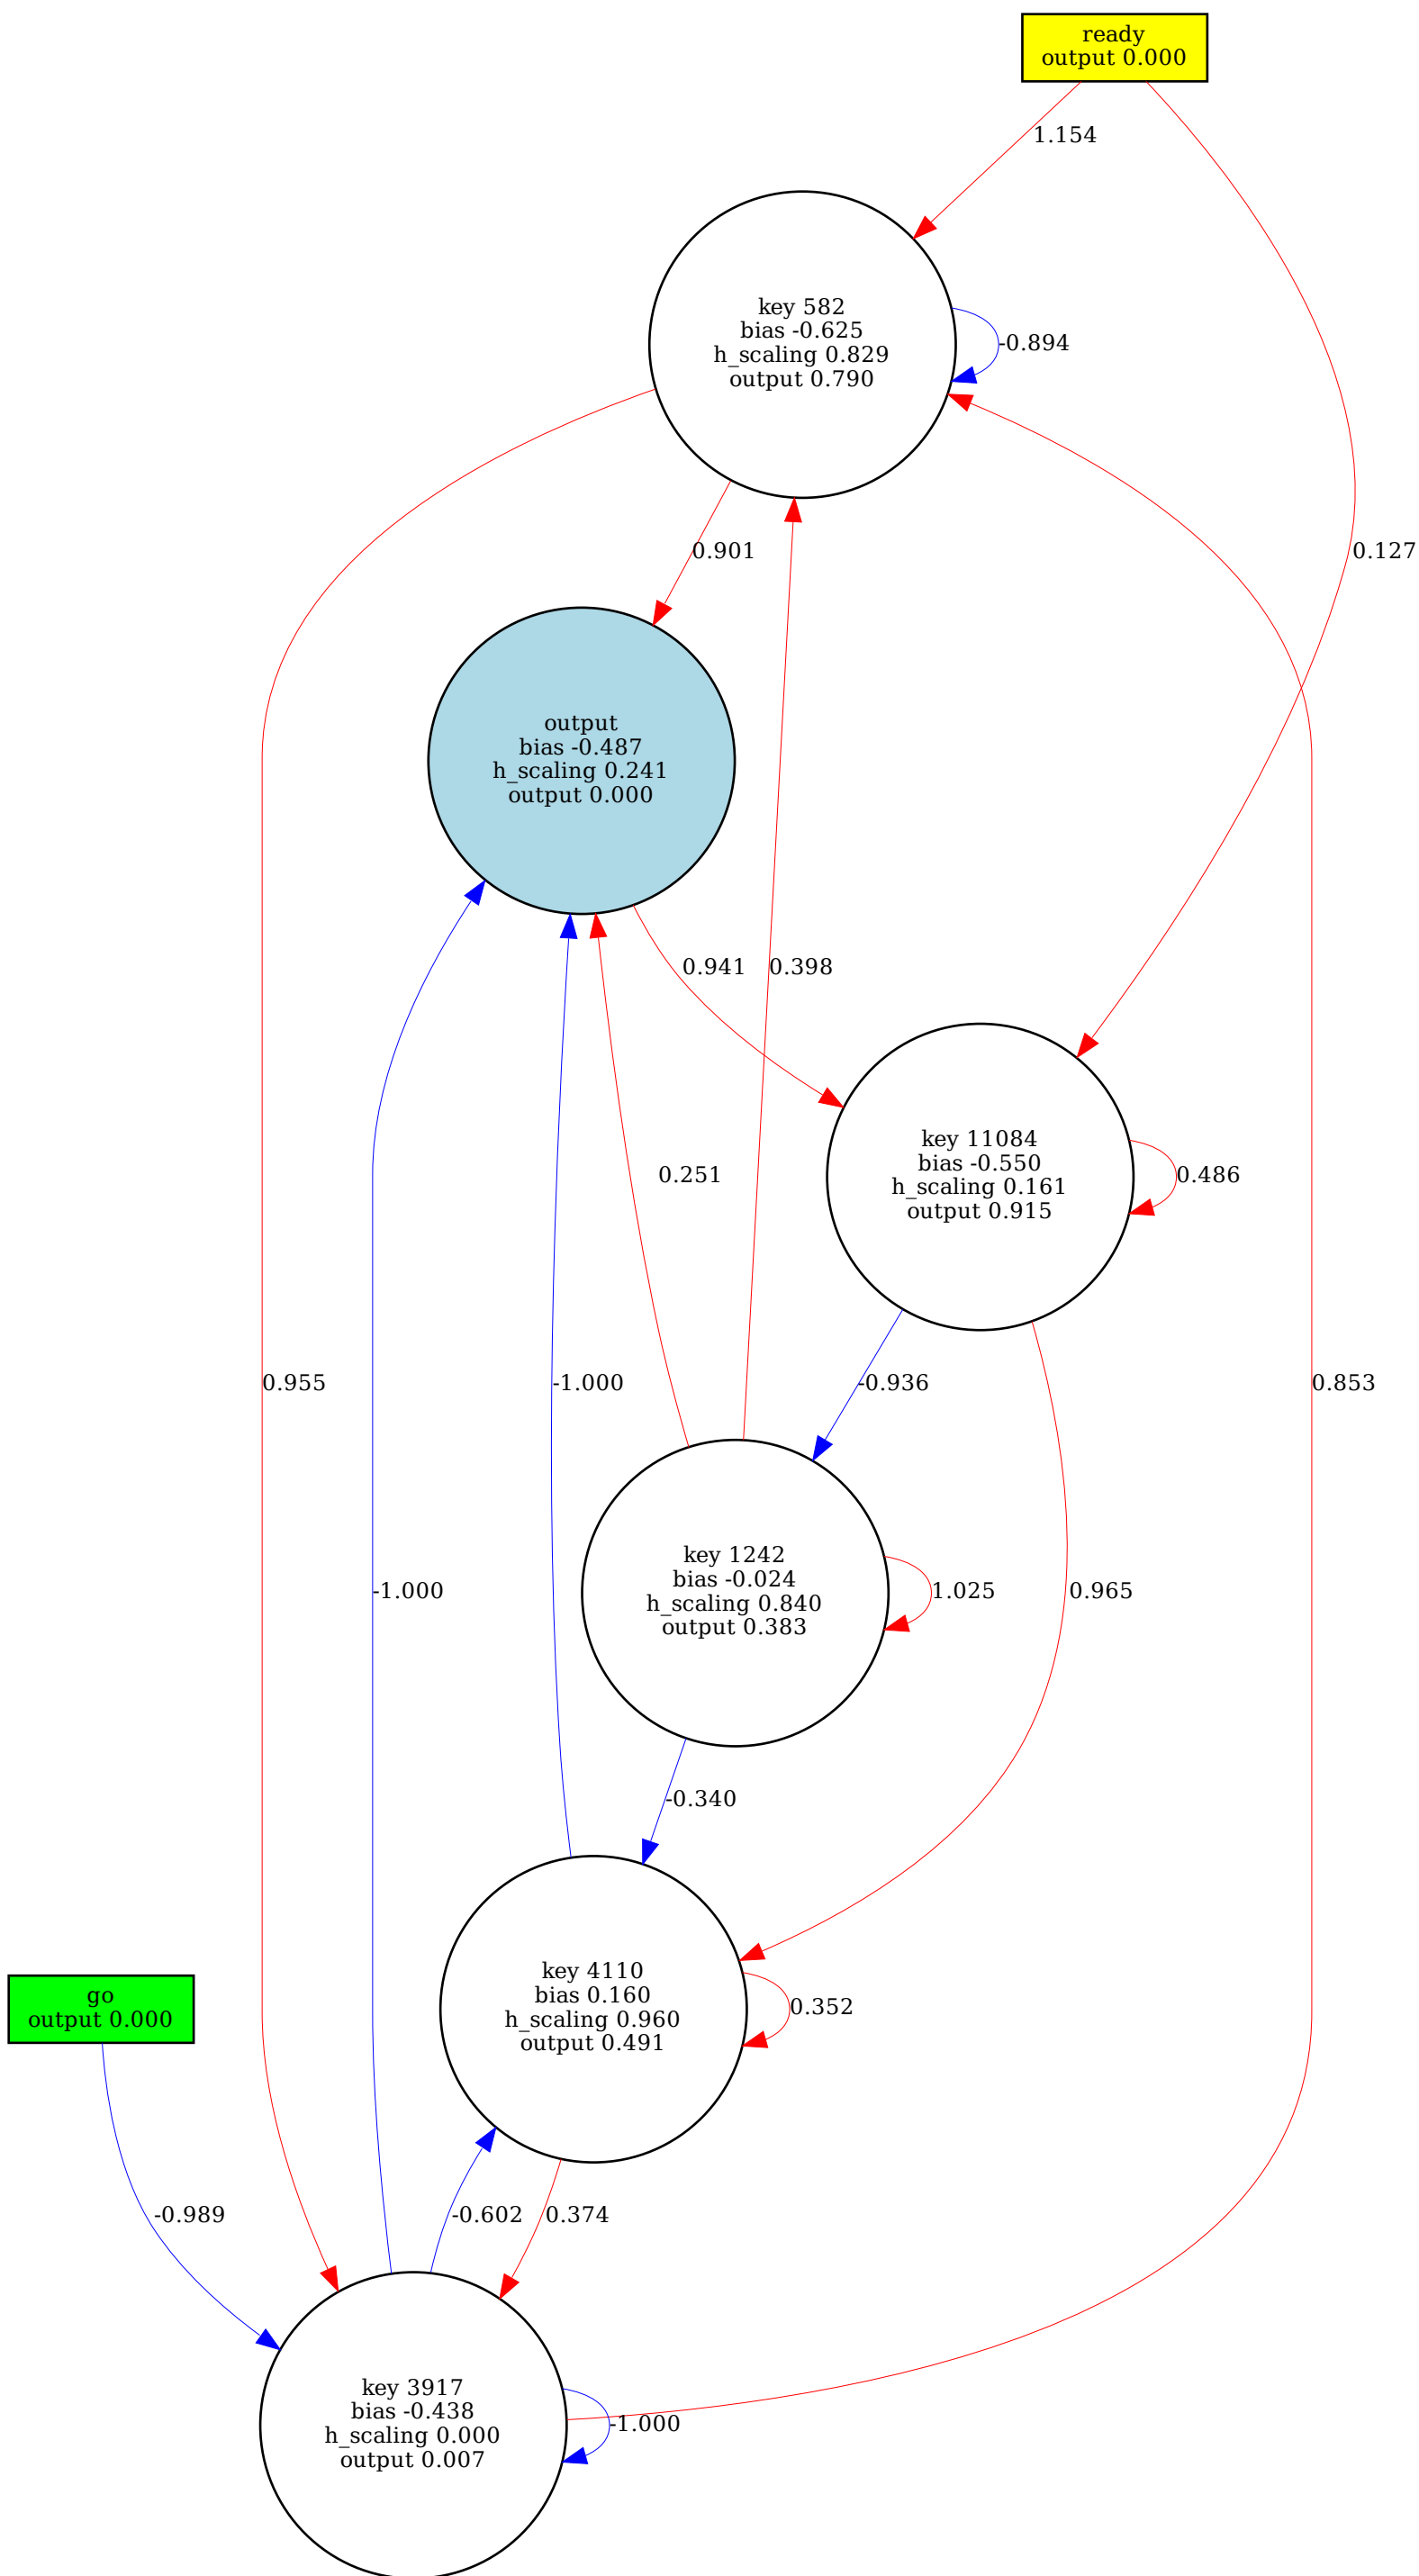 ready
output 0.000
1.154
key 582
bias -0.625
h_scaling 0.829
output 0.790
-0.894
0.901
0.127
output
bias -0.487
h_scaling 0.241
output 0.000
0.941
0.398
key 11084
bias -0.550
h_scaling 0.161
output 0.915
0.251
0.486
0.955
-1.000
-0.936
0.853
key 1242
bias -0.024
h_scaling 0.840
output 0.383
-1.000
1.025
0.965
-0.340
key 4110
bias 0.160
h_scaling 0.960
output 0.491
go
output 0.000
0.352
-0.989
-0.602
0.374
key 3917
bias -0.438
h_scaling 0.000
output 0.007
-1.000